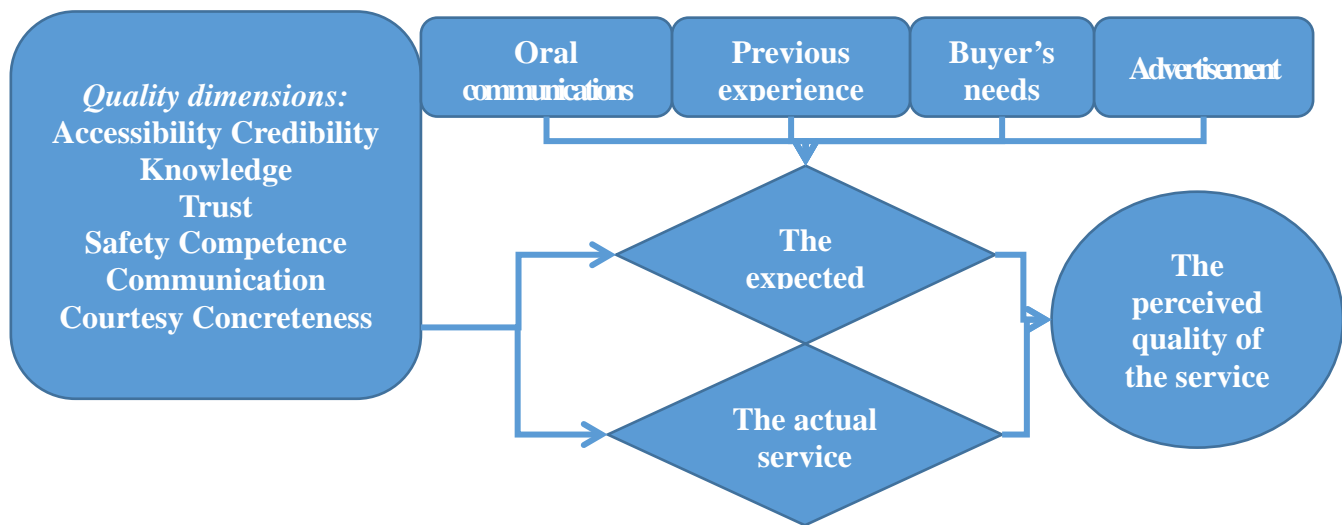 Quality dimensions:
Accessibility Credibility
Knowledge
Trust
Safety Competence
Communication
Courtesy Concreteness
Oral
communications
Previous
experience
Buyer's
needs
Advertisement
The
expected
The actual
service
The
perceived
quality of
the service